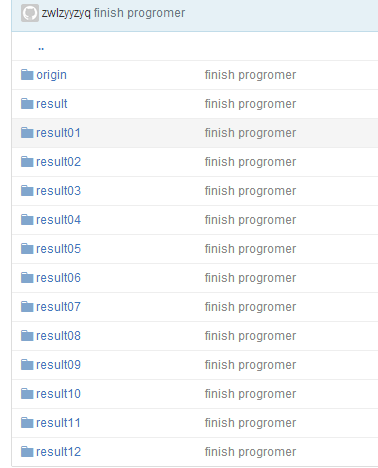 zwlzyyzyq finish progromer
..
origin finish progromer
result finish progromer
result01 finish progromer
result02 finish progromer
result03 finish progromer
result04 finish progromer
result05 finish progromer
result06 finish progromer
result07 finish progromer
result08 finish progromer
result09 finish progromer
result10 finish progromer
result11 finish progromer
result12 finish progromer